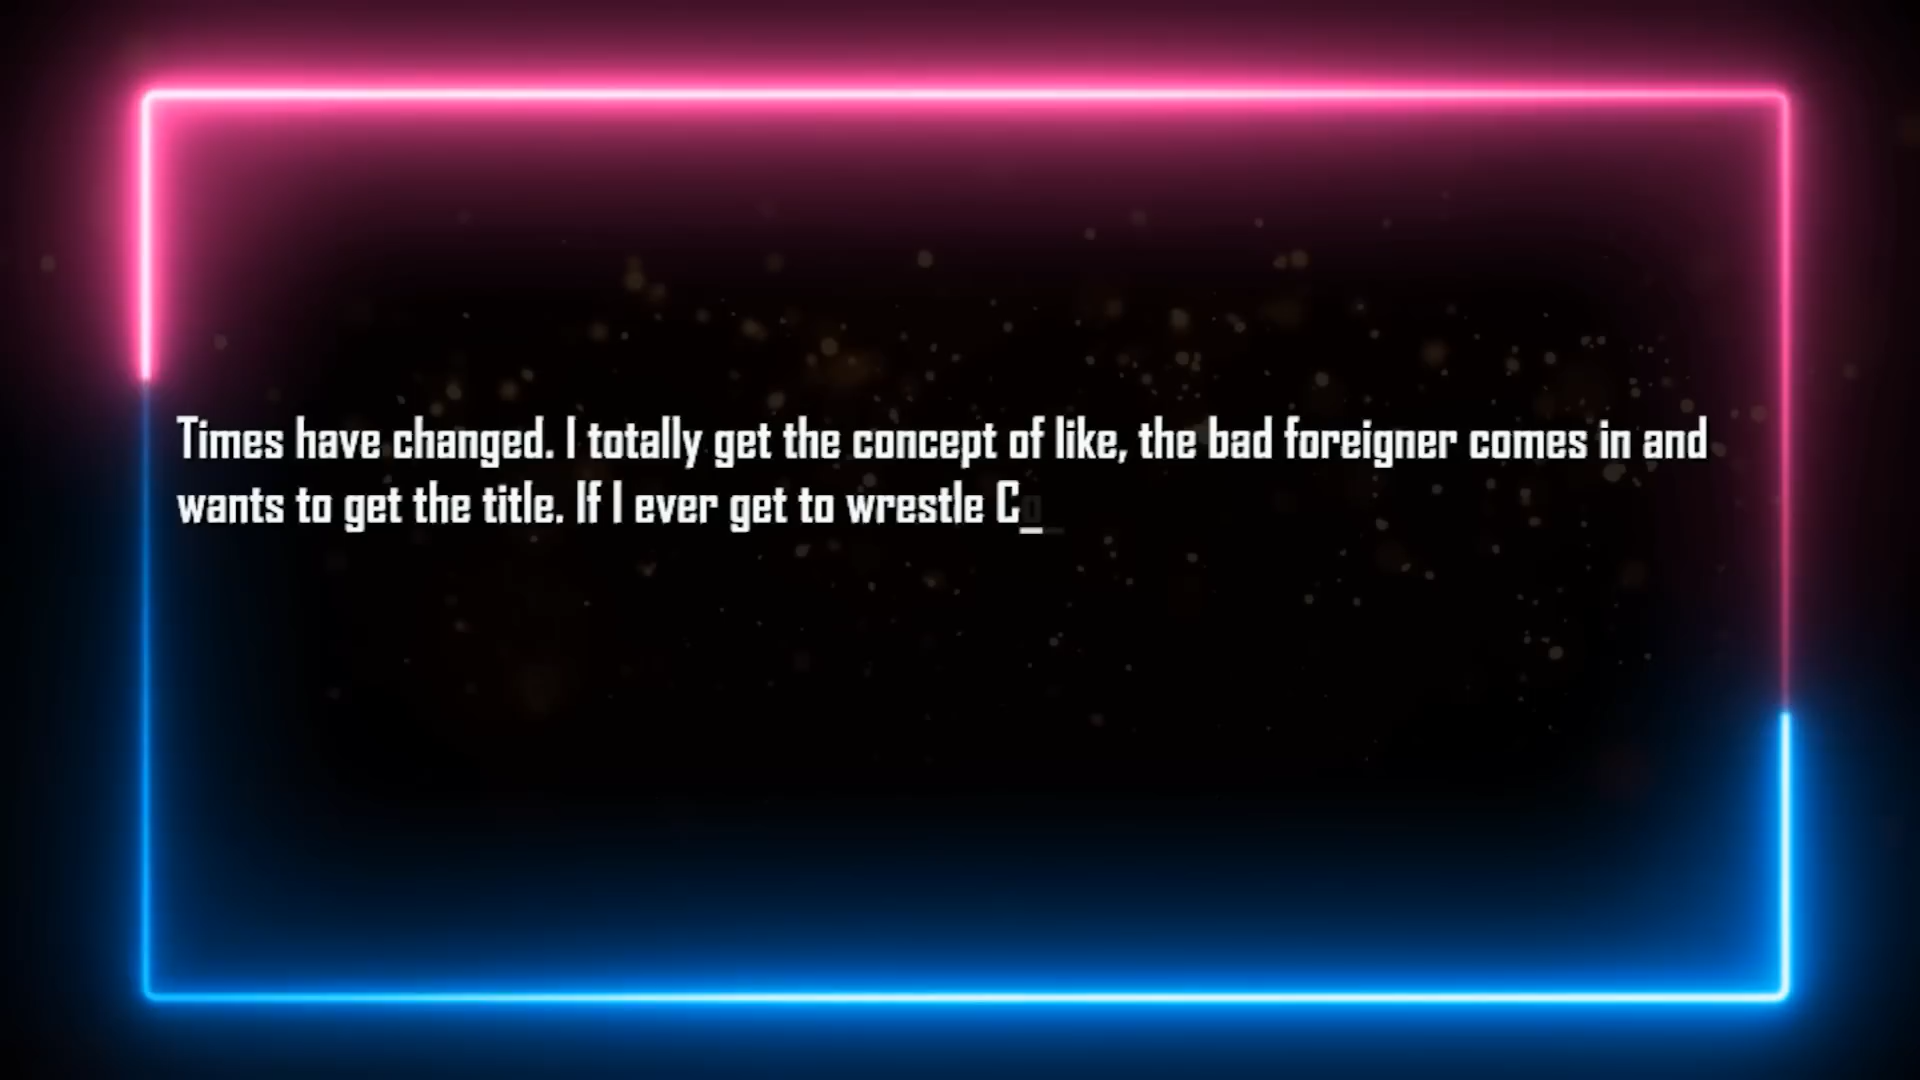 Times have changed. I totally get the concept of like, the bad foreigner comes in and
wants to get the title. If I ever get to wrestle C_